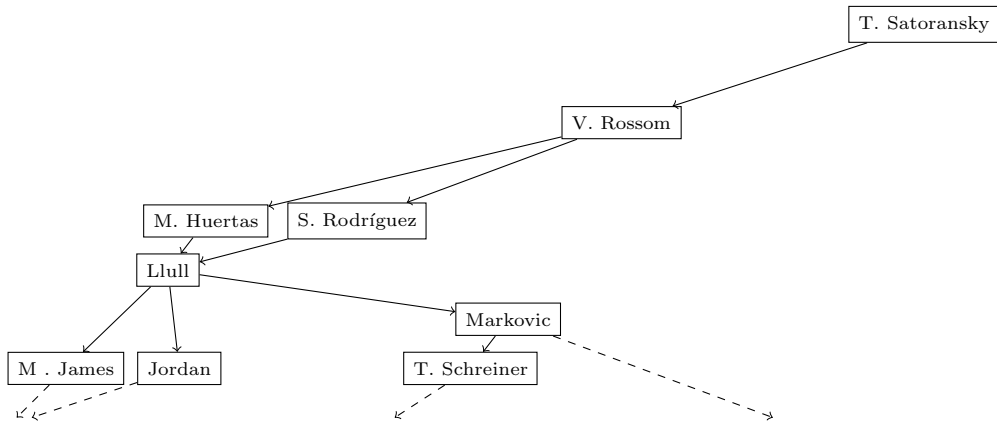 T. Satoransky
V. Rossom
M. Huertas
S. Rodríguez
Llull
Markovic
M . James
Jordan
T. Schreiner